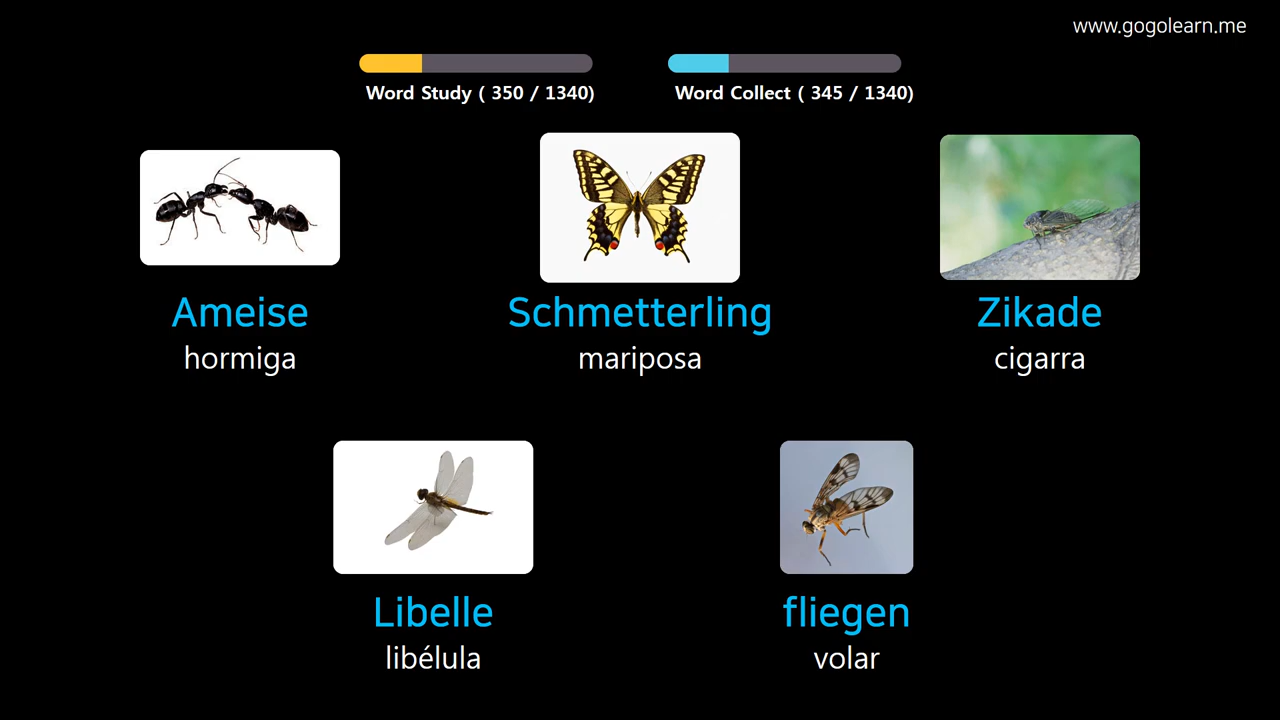 www.gogolearn.me
Word Study ( 350 / 1340)
Word Collect ( 345 / 1340)
Ameise
hormiga
Schmetterling
mariposa
Zikade
cigarra
Libelle
libélula
fliegen
volar